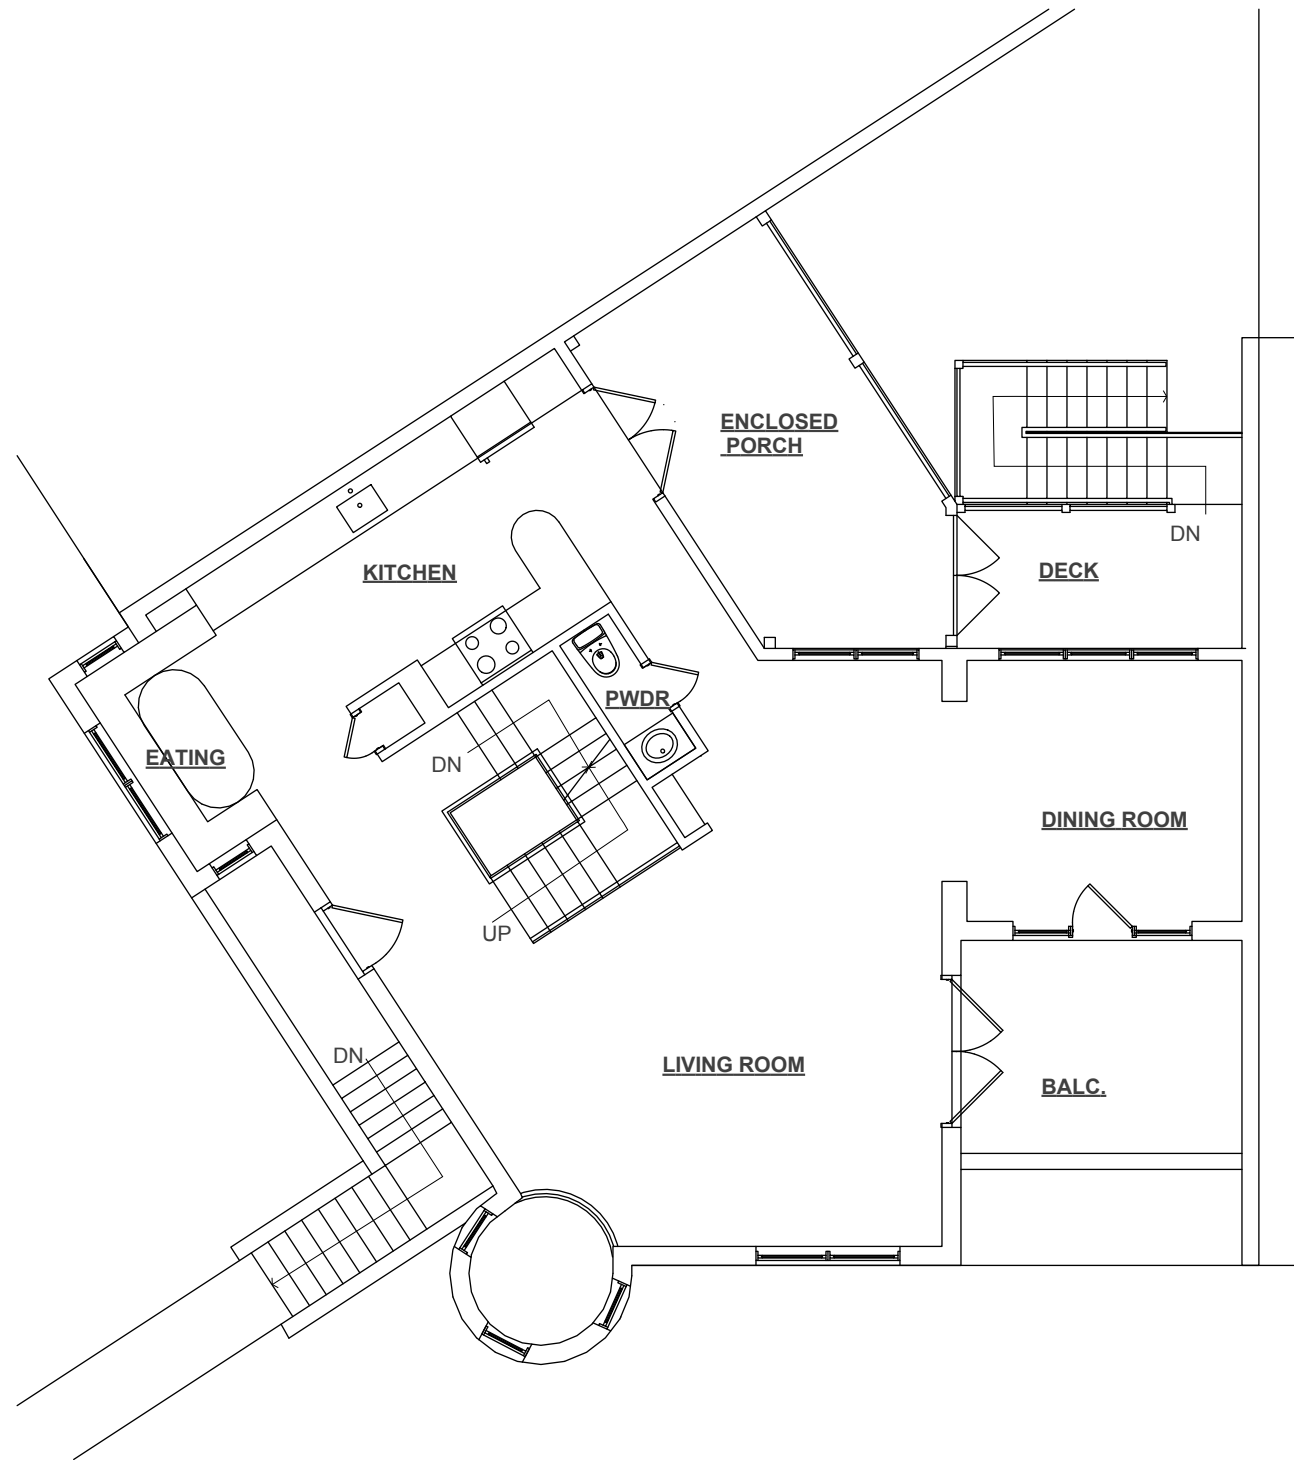 ENCLOSED
PORCH
DN
DECK
KITCHEN
PWDR
EATING
DN
DINING ROOM
UP
DN
LIVING ROOM
BALC.